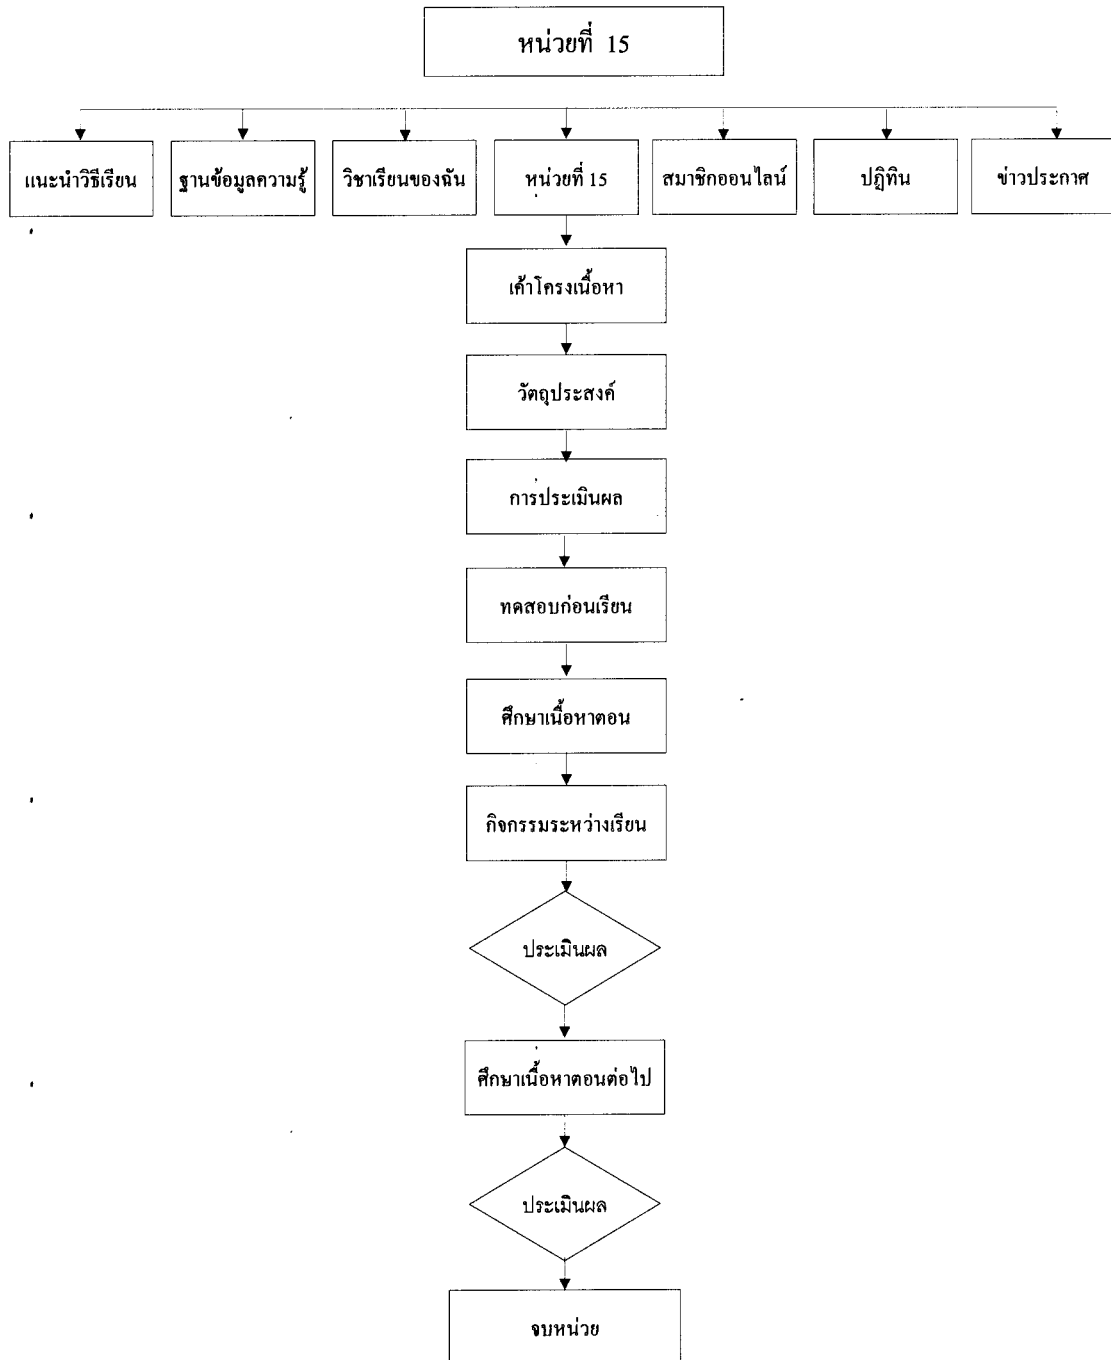 หน่วยที่ 15
แนะนำวิธีเรียน
ฐานข้อมูลความรู้
วิชาเรียนของฉัน
หน่วยที่ 15
สมาชิกออนไลน์
ปฏิทิน
ข่าวประกาศ
เค้าโครงเนื้อหา
วัตถุประสงค์
การประเมินผล
ทดสอบก่อนเรียน
ศึกษาเนื้อหาตอน
กิจกรรมระหว่างเรียน
ประเมินผล
ศึกษาเนื้อหาตอนต่อไป
ประเมินผล
จบหน่วย